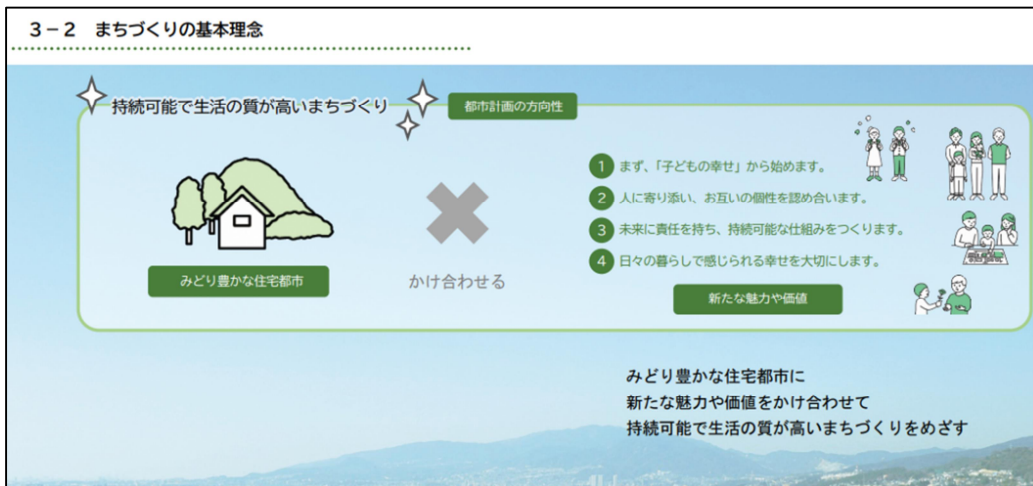 ３－２　まちづくりの基本理念
持続可能で生活の質が高いまちづくり
都市計画の方向性
みどり豊かな住宅都市
かけ合わせる
1 まず、「子どもの幸せ」から始めます。
2 人に寄り添い、お互いの個性を認め合います。
3 未来に責任を持ち、持続可能な仕組みをつくります。
4 日々の暮らしで感じられる幸せを大切にします。
新たな魅力や価値
みどり豊かな住宅都市に
新たな魅力や価値をかけ合わせて
持続可能で生活の質が高いまちづくりをめざす